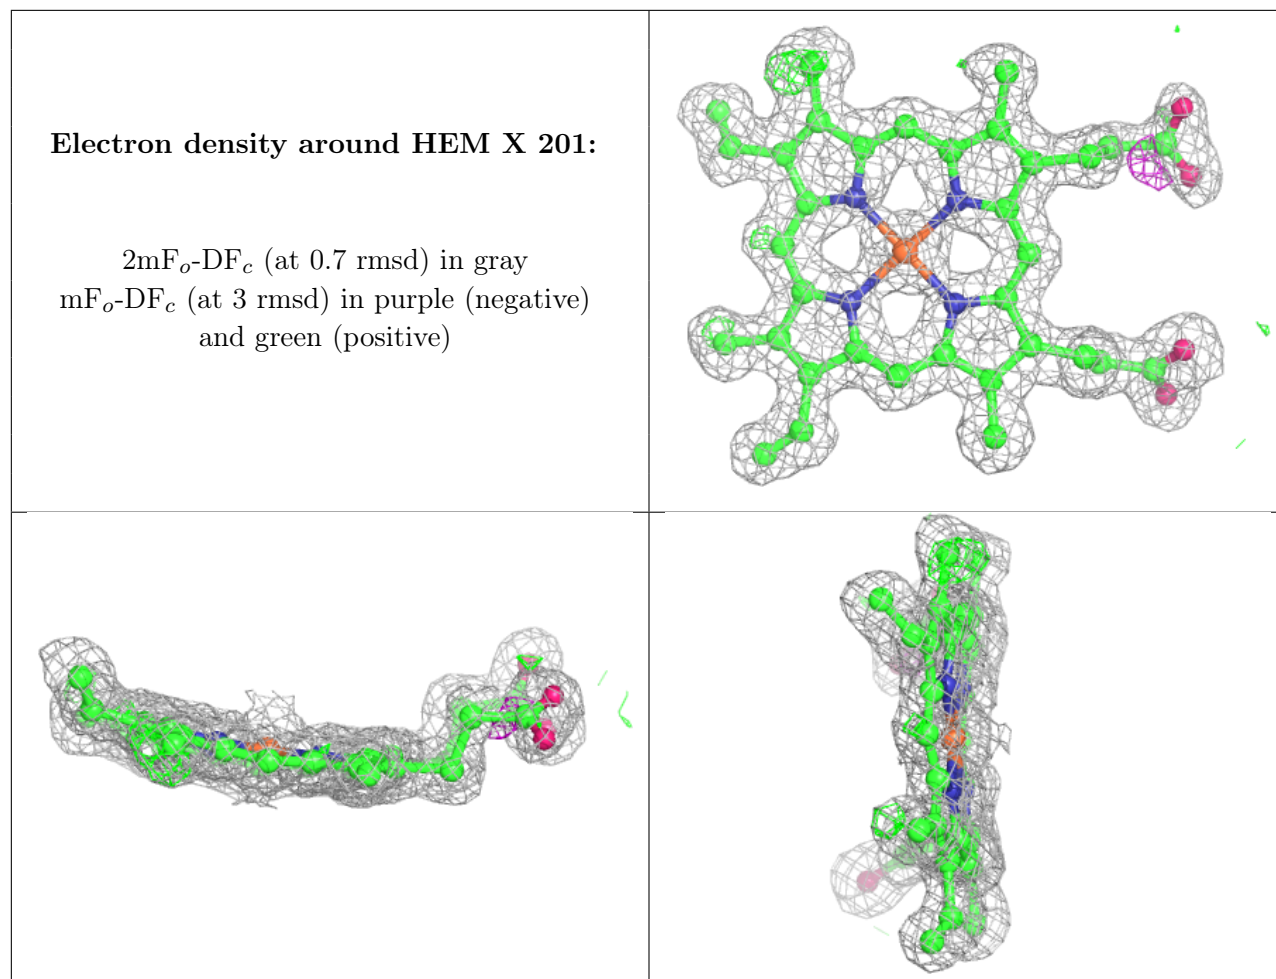 Electron density around HEM X 201:
2mFo-DFc (at 0.7 rmsd) in gray
mFo-DFc (at 3 rmsd) in purple (negative)
and green (positive)